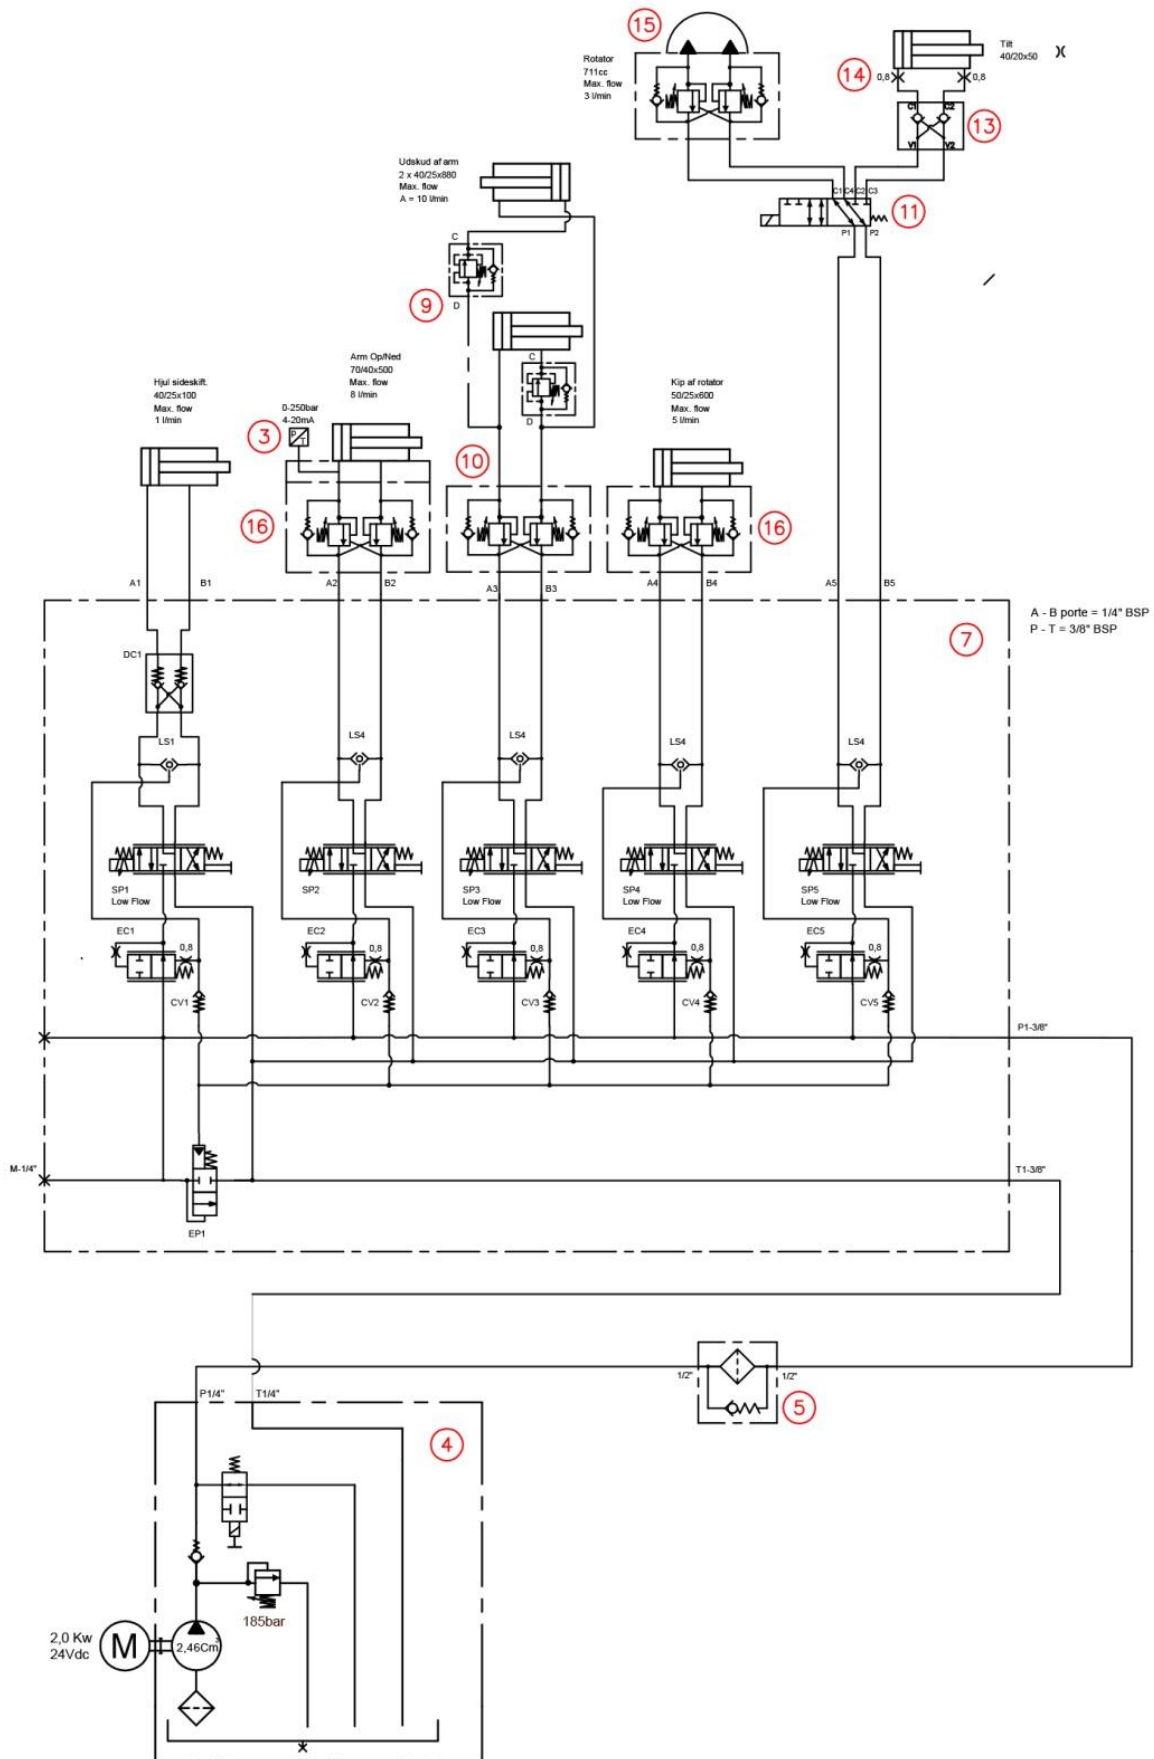 15
Rotator
711cc
Max. flow
3 l/min
Tilt
40/20x50
14
0,8
0,8
C1
C2
13
V1
V2
Udskud af arm
2 x 40/25x880
Max. flow
A = 10 l/min
C1 C4 C2 C3
11
P1
P2
C
9
D
Arm Op/Ned
70/40x500
Max. flow
8 l/min
C
D
Hjul sideskift.
40/25x100
Max. flow
1 l/min
Kip af rotator
50/25x600
Max. flow
5 l/min
0-250bar
4-20mA
3
P
T
10
16
16
A1
B1
A2
B2
A3
B3
A4
B4
A5
B5
A - B porte = 1/4" BSP
P - T = 3/8" BSP
7
DC1
LS1
LS4
LS4
LS4
LS4
SP1
Low Flow
SP2
SP3
Low Flow
SP4
Low Flow
SP5
Low Flow
EC1
0,8
EC2
0,8
EC3
0,8
EC4
0,8
EC5
0,8
CV1
CV2
CV3
CV4
CV5
P1-3/8"
M-1/4"
T1-3/8"
EP1
1/2"
1/2"
5
P1/4"
T1/4"
4
185bar
2,0 Kw
24Vdc
M
2,46Cm3